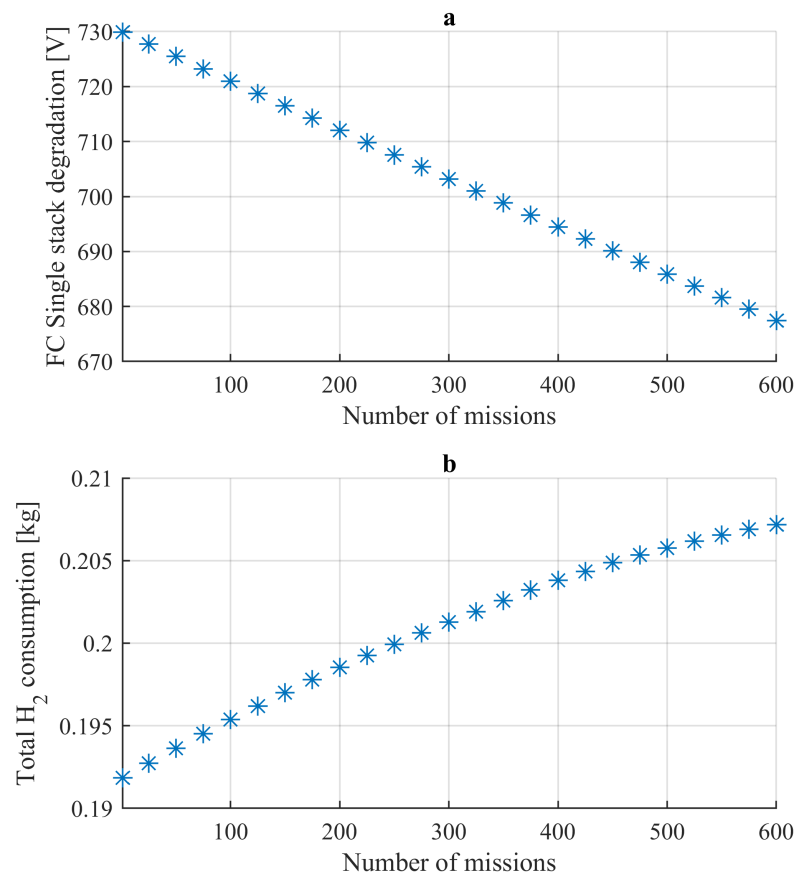 a
FC Single stack degradation [V]
730
720
710
700
690
680
670
100 200 300 400 500 600
Number of missions
b
Total H2 consumption [kg]
0.21
0.205
0.2
0.195
0.19
100 200 300 400 500 600
Number of missions